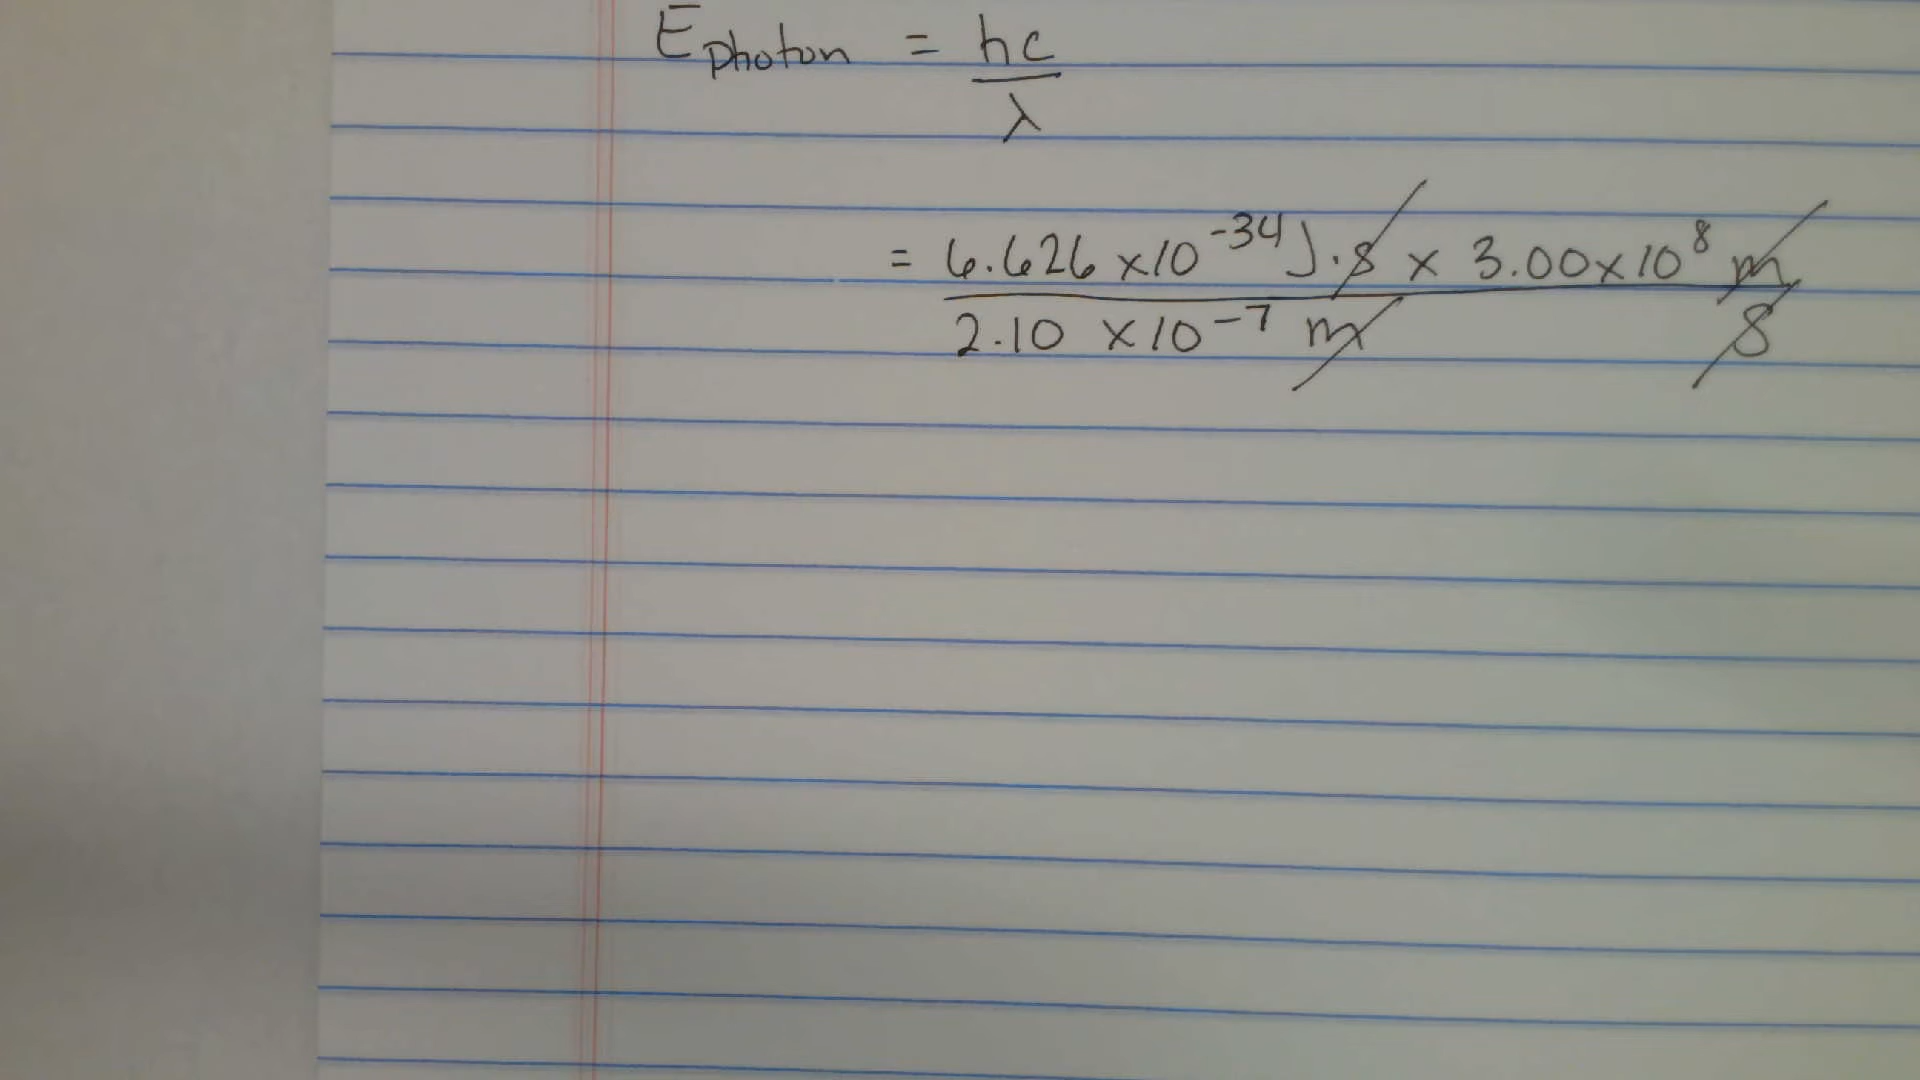 E photon = hc
λ
= 6.626 x10^-34 J·s x 3.00x10^8 m
2.10 x10^-7 m s